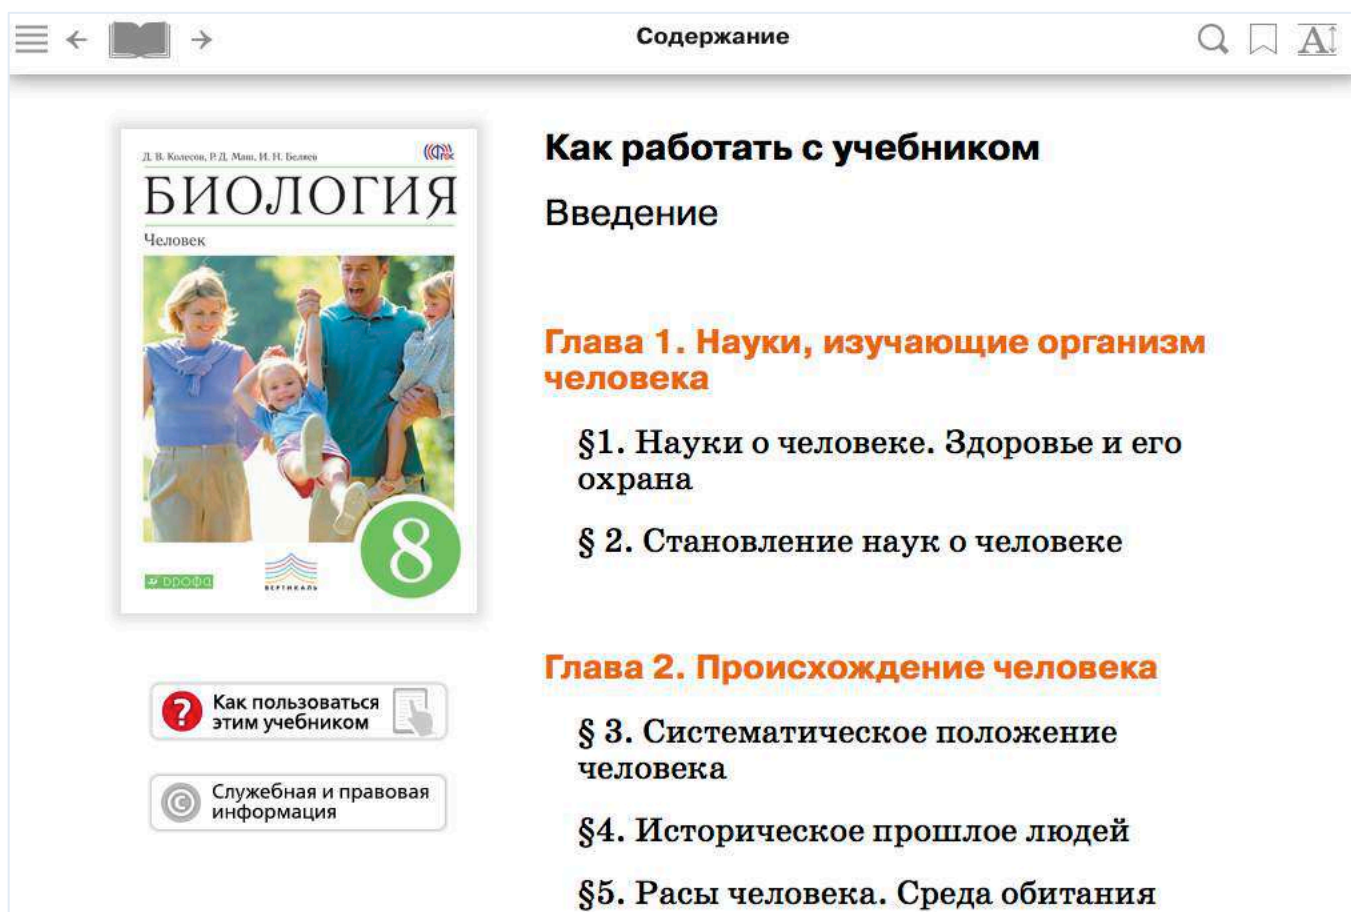 Содержание
Д. В. Колесов, Р. Д. Маш, И. Н. Беляев
ФГОС
БИОЛОГИЯ
Человек
8
дрофа
ВЕРТИКАЛЬ
? Как пользоваться
этим учебником
© Служебная и правовая
информация
Как работать с учебником
Введение
Глава 1. Науки, изучающие организм
человека
§1. Науки о человеке. Здоровье и его
охрана
§ 2. Становление наук о человеке
Глава 2. Происхождение человека
§ 3. Систематическое положение
человека
§4. Историческое прошлое людей
§5. Расы человека. Среда обитания